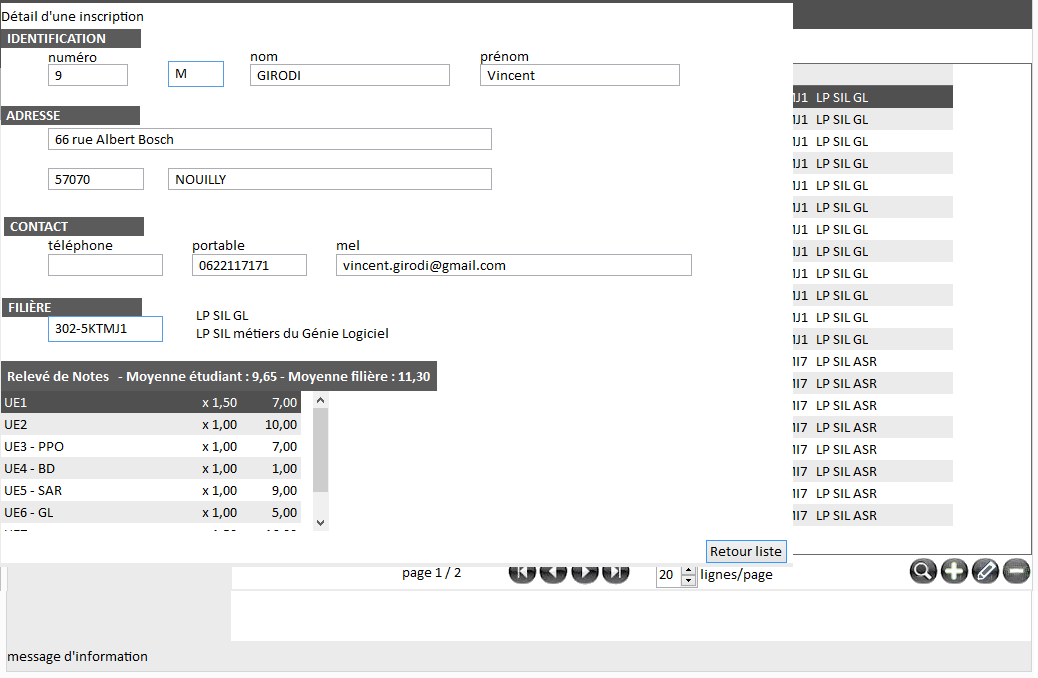 Détail d'une inscription
IDENTIFICATION
numéro nom prénom
9 M GIRODI Vincent
ADRESSE
66 rue Albert Bosch
57070 NOUILLY
CONTACT
téléphone portable mel
0622117171 vincent.girodi@gmail.com
FILIÈRE
302-5KTMJ1 LP SIL GL
LP SIL métiers du Génie Logiciel
Relevé de Notes - Moyenne étudiant : 9,65 - Moyenne filière : 11,30
UE1 x 1,50 7,00
UE2 x 1,00 10,00
UE3 - PPO x 1,00 7,00
UE4 - BD x 1,00 1,00
UE5 - SAR x 1,00 9,00
UE6 - GL x 1,00 5,00
Retour liste
MJ1 LP SIL GL
MJ1 LP SIL GL
MJ1 LP SIL GL
MJ1 LP SIL GL
MJ1 LP SIL GL
MJ1 LP SIL GL
MJ1 LP SIL GL
MJ1 LP SIL GL
MJ1 LP SIL GL
MJ1 LP SIL GL
MJ1 LP SIL GL
MJ1 LP SIL GL
I7 LP SIL ASR
I7 LP SIL ASR
I7 LP SIL ASR
I7 LP SIL ASR
I7 LP SIL ASR
I7 LP SIL ASR
I7 LP SIL ASR
I7 LP SIL ASR
page 1 / 2 20 lignes/page
message d'information